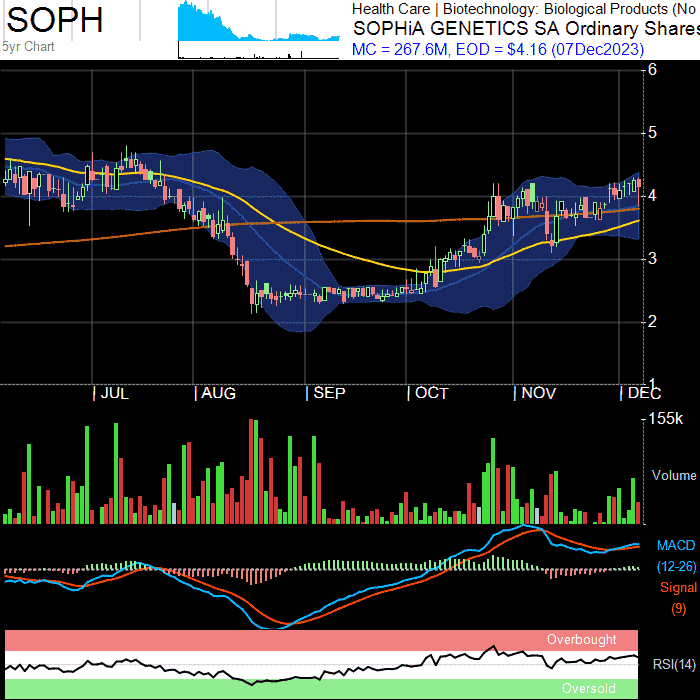 SOPH
5yr Chart
Health Care | Biotechnology: Biological Products (No
SOPHiA GENETICS SA Ordinary Shares
MC = 267.6M, EOD = $4.16 (07Dec2023)
6
5
4
3
2
1
| JUL | AUG | SEP | OCT | NOV | DEC
155k
Volume
MACD
(12-26)
Signal
(9)
Overbought
RSI(14)
Oversold